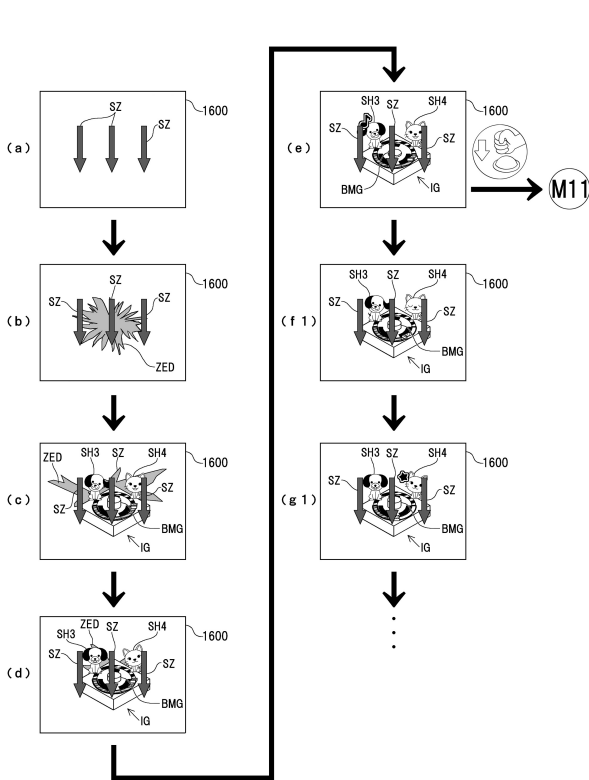 (a)
SZ
SZ
1600
(b)
SZ
SZ
SZ
1600
ZED
(c)
ZED
SH3
SZ
SH4
1600
SZ
SZ
BMG
IG
(d)
SH3
ZED
SZ
SH4
1600
SZ
SZ
BMG
IG
(e)
SH3
SZ
SH4
1600
SZ
SZ
BMG
IG
M11
(f1)
SH3
SZ
SH4
1600
SZ
SZ
BMG
IG
(g1)
SH3
SZ
SH4
1600
SZ
SZ
BMG
IG